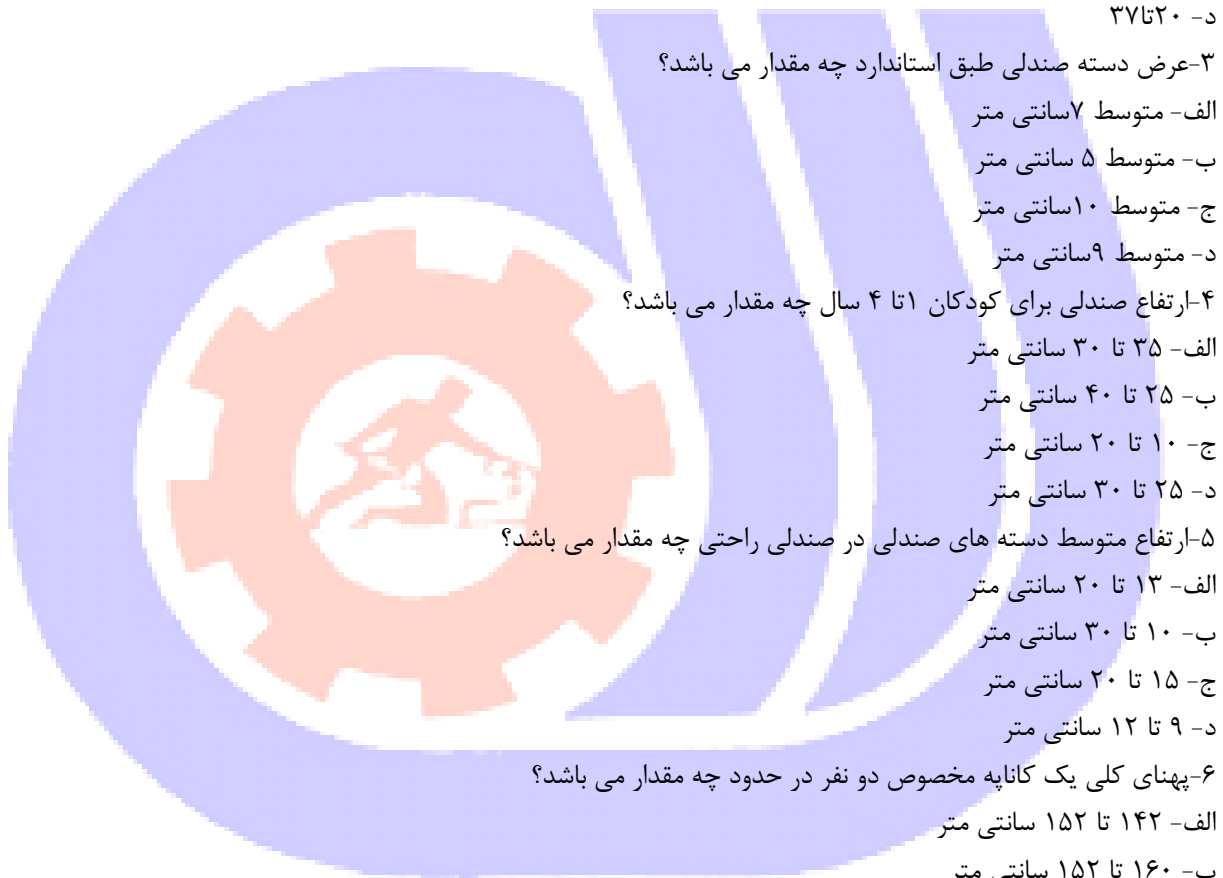 د- ۲۰تا۳۷
۳-عرض دسته صندلی طبق استاندارد چه مقدار می باشد؟
الف- متوسط ۷سانتی متر
ب- متوسط ۵ سانتی متر
ج- متوسط ۱۰سانتی متر
د- متوسط ۹سانتی متر
۴-ارتفاع صندلی برای کودکان ۱تا ۴ سال چه مقدار می باشد؟
الف- ۳۵ تا ۳۰ سانتی متر
ب- ۲۵ تا ۴۰ سانتی متر
ج- ۱۰ تا ۲۰ سانتی متر
د- ۲۵ تا ۳۰ سانتی متر
۵-ارتفاع متوسط دسته های صندلی در صندلی راحتی چه مقدار می باشد؟
الف- ۱۳ تا ۲۰ سانتی متر
ب- ۱۰ تا ۳۰ سانتی متر
ج- ۱۵ تا ۲۰ سانتی متر
د- ۹ تا ۱۲ سانتی متر
۶-پهنای کلی یک کاناپه مخصوص دو نفر در حدود چه مقدار می باشد؟
الف- ۱۴۲ تا ۱۵۲ سانتی متر
ب- ۱۶۰ تا ۱۵۲ سانتی متر